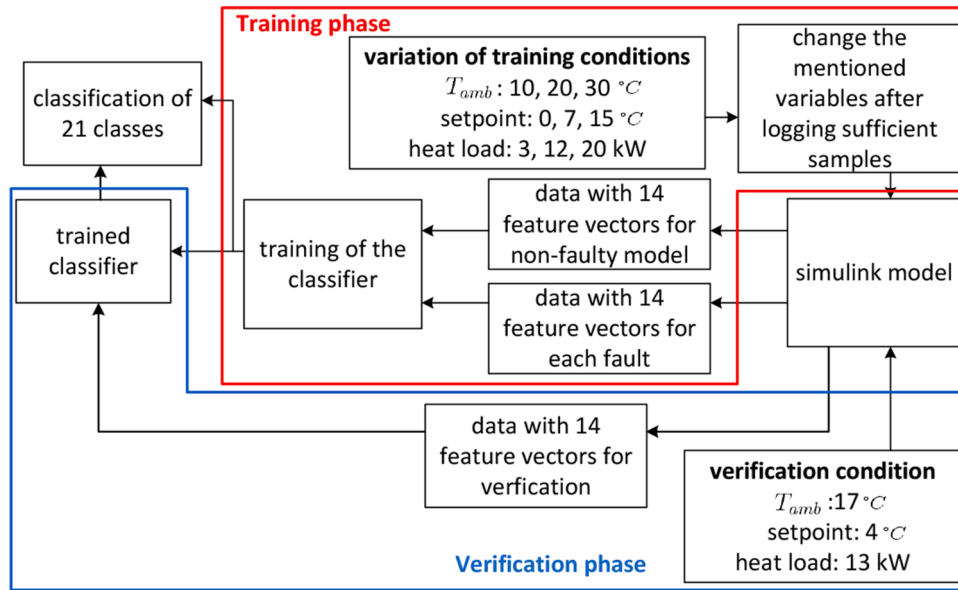 Training phase
variation of training conditions
T_amb : 10, 20, 30 °C
setpoint: 0, 7, 15 °C
heat load: 3, 12, 20 kW
change the
mentioned
variables after
logging sufficient
samples
classification of
21 classes
trained
classifier
training of the
classifier
data with 14
feature vectors for
non-faulty model
simulink model
data with 14
feature vectors for
each fault
data with 14
feature vectors for
verfication
verification condition
T_amb :17 °C
setpoint: 4 °C
heat load: 13 kW
Verification phase